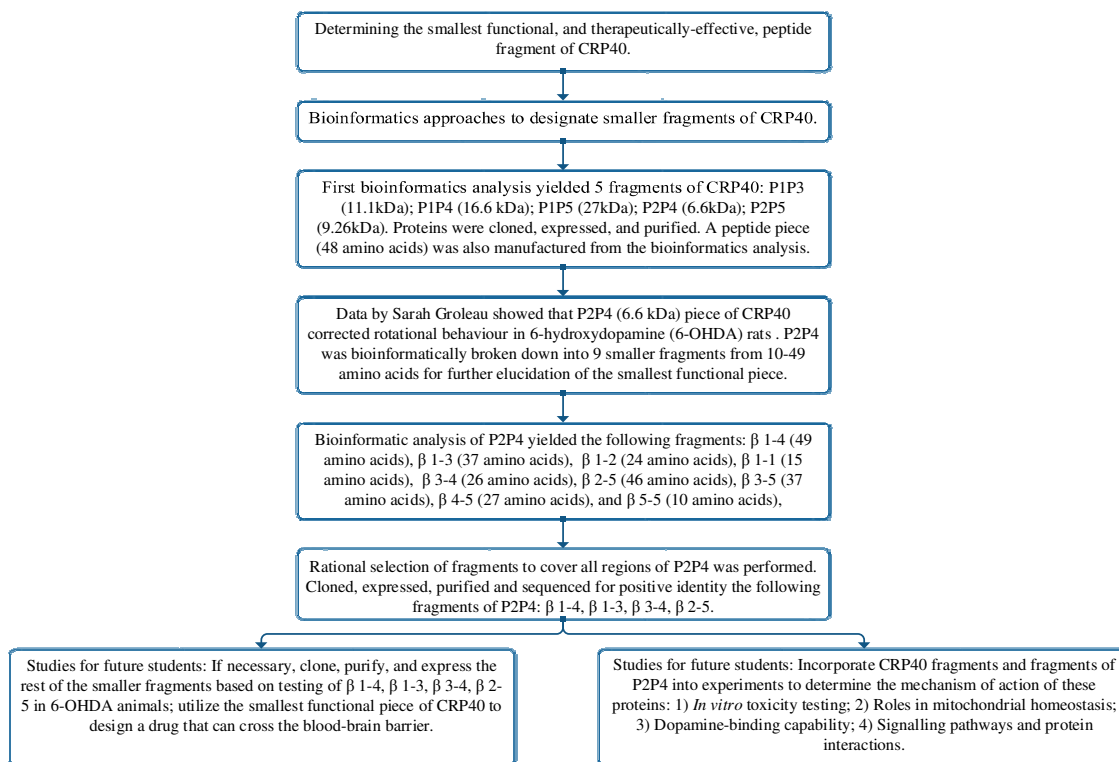 Determining the smallest functional, and therapeutically-effective, peptide
fragment of CRP40.
Bioinformatics approaches to designate smaller fragments of CRP40.
First bioinformatics analysis yielded 5 fragments of CRP40: P1P3
(11.1kDa); P1P4 (16.6 kDa); P1P5 (27kDa); P2P4 (6.6kDa); P2P5
(9.26kDa). Proteins were cloned, expressed, and purified. A peptide piece
(48 amino acids) was also manufactured from the bioinformatics analysis.
Data by Sarah Groleau showed that P2P4 (6.6 kDa) piece of CRP40
corrected rotational behaviour in 6-hydroxydopamine (6-OHDA) rats . P2P4
was bioinformatically broken down into 9 smaller fragments from 10-49
amino acids for further elucidation of the smallest functional piece.
Bioinformatic analysis of P2P4 yielded the following fragments: β 1-4 (49
amino acids), β 1-3 (37 amino acids), β 1-2 (24 amino acids), β 1-1 (15
amino acids), β 3-4 (26 amino acids), β 2-5 (46 amino acids), β 3-5 (37
amino acids), β 4-5 (27 amino acids), and β 5-5 (10 amino acids),
Rational selection of fragments to cover all regions of P2P4 was performed.
Cloned, expressed, purified and sequenced for positive identity the following
fragments of P2P4: β 1-4, β 1-3, β 3-4, β 2-5.
Studies for future students: If necessary, clone, purify, and express the
rest of the smaller fragments based on testing of β 1-4, β 1-3, β 3-4, β 2-
5 in 6-OHDA animals; utilize the smallest functional piece of CRP40 to
design a drug that can cross the blood-brain barrier.
Studies for future students: Incorporate CRP40 fragments and fragments of
P2P4 into experiments to determine the mechanism of action of these
proteins: 1) In vitro toxicity testing; 2) Roles in mitochondrial homeostasis;
3) Dopamine-binding capability; 4) Signalling pathways and protein
interactions.